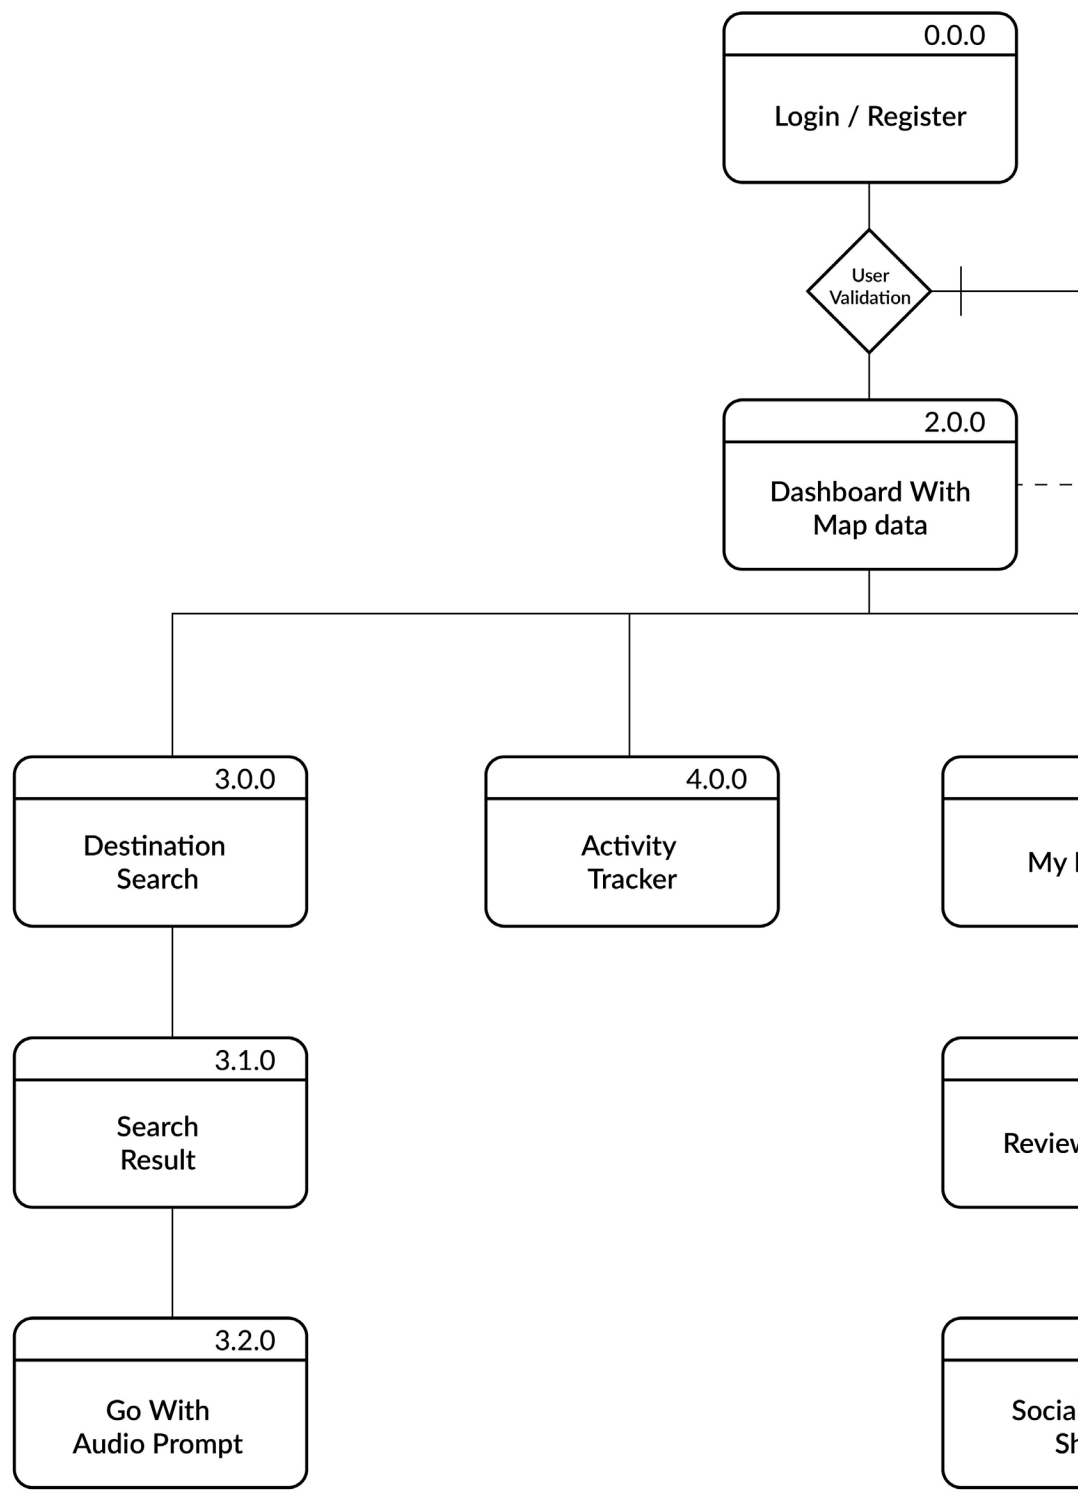 0.0.0
Login / Register
User
Validation
2.0.0
Dashboard With
Map data
3.0.0
Destination
Search
4.0.0
Activity
Tracker
My
3.1.0
Search
Result
3.2.0
Go With
Audio Prompt